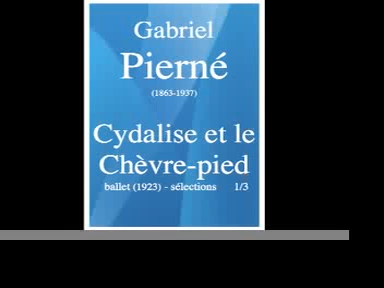 Gabriel
Pierné
(1863-1937)
Cydalise et le
Chèvre-pied
ballet (1923) - sélections 1/3